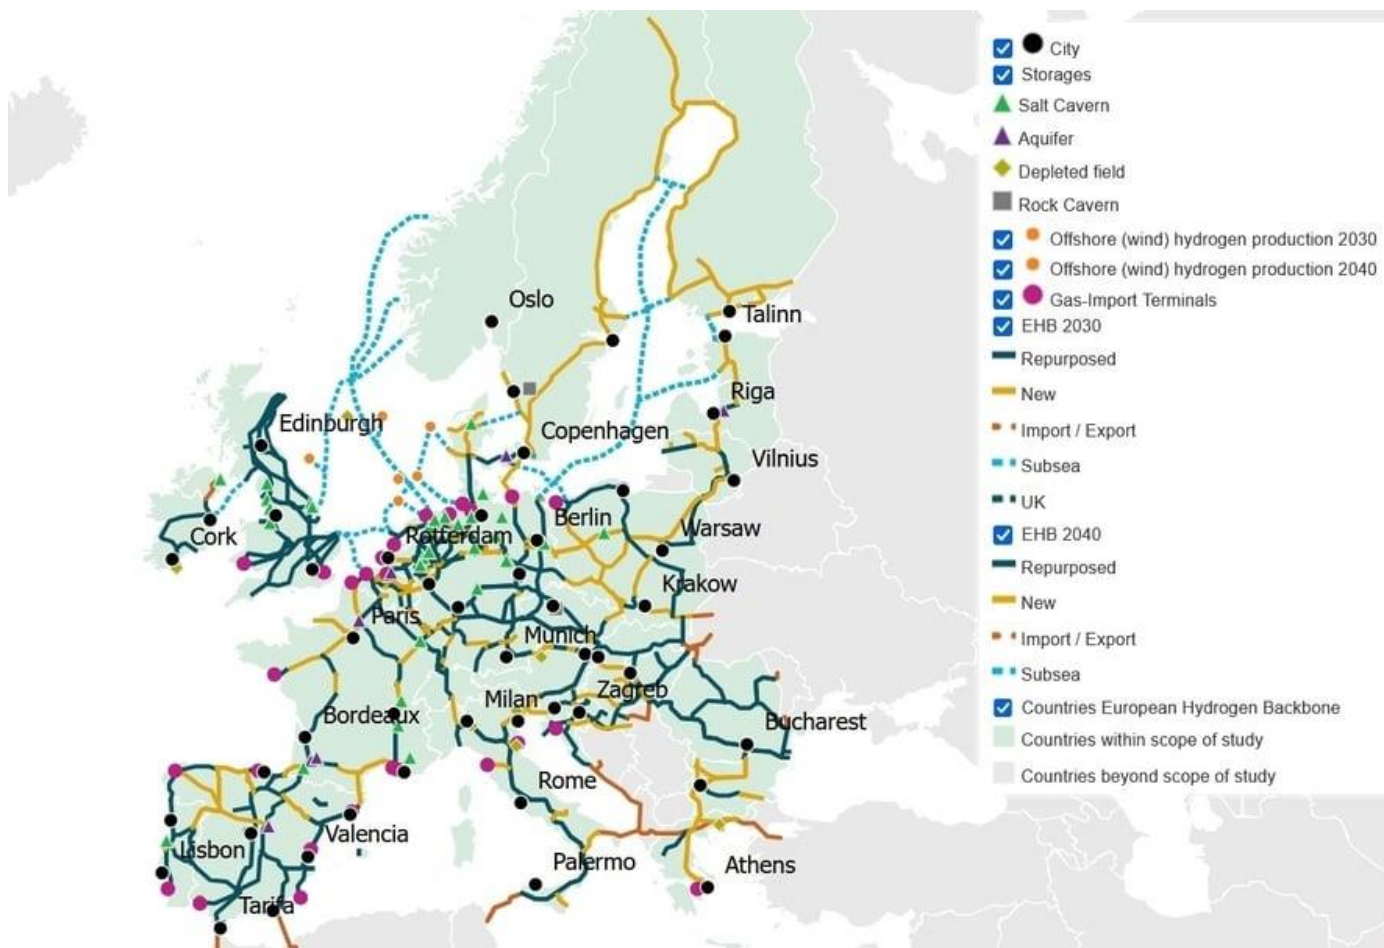 Oslo
Talinn
Riga
Edinburgh
Copenhagen
Vilnius
Cork
Rotterdam
Berlin
Warsaw
Krakow
Paris
Munich
Milan
Zagreb
Bordeaux
Bucharest
Rome
Valencia
Lisbon
Palermo
Athens
Tarifa
City
Storages
Salt Cavern
Aquifer
Depleted field
Rock Cavern
Offshore (wind) hydrogen production 2030
Offshore (wind) hydrogen production 2040
Gas-Import Terminals
EHB 2030
Repurposed
New
Import / Export
Subsea
UK
EHB 2040
Repurposed
New
Import / Export
Subsea
Countries European Hydrogen Backbone
Countries within scope of study
Countries beyond scope of study